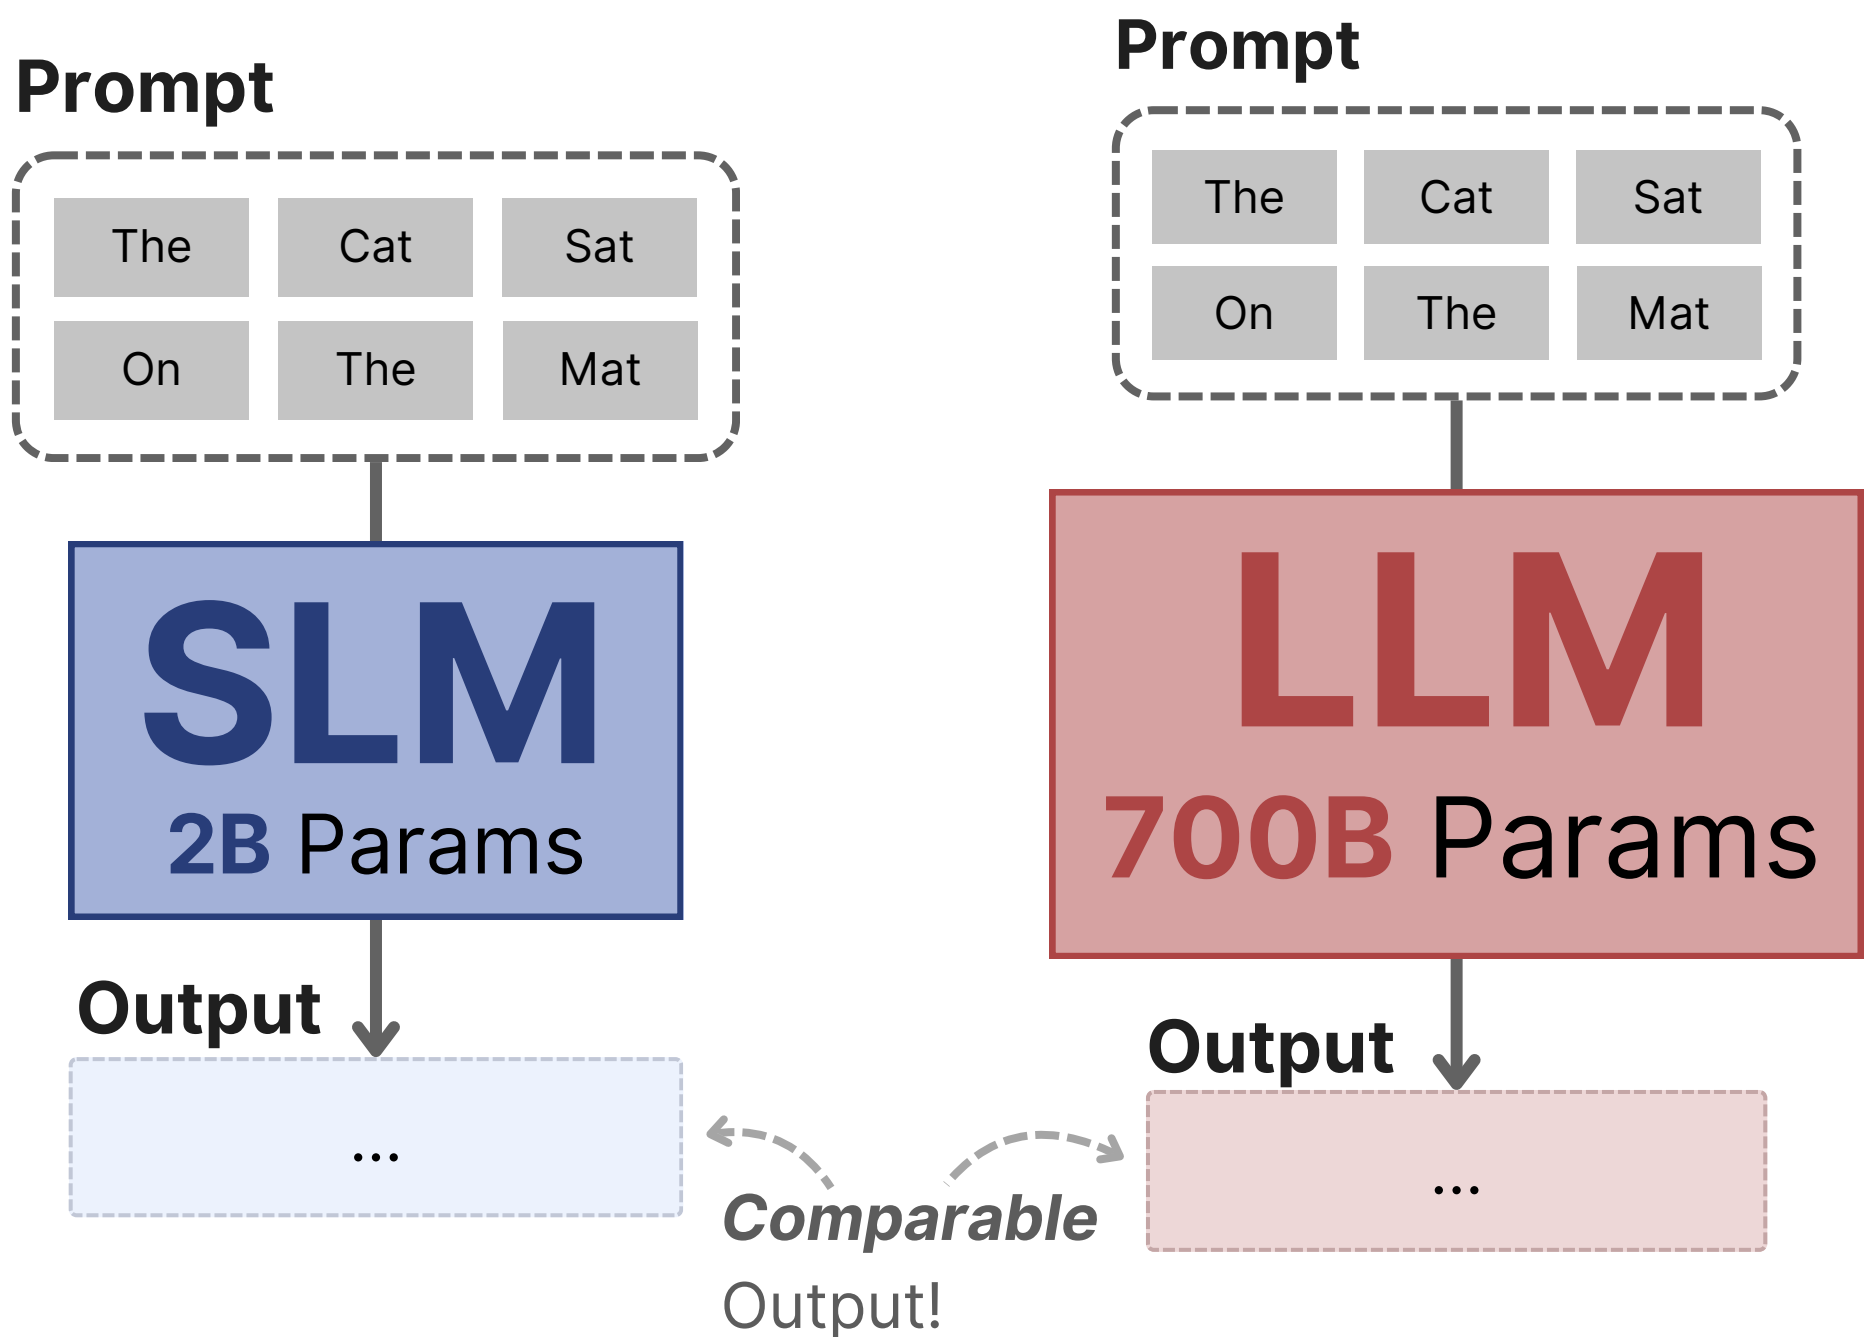 Prompt
The Cat Sat
On The Mat
SLM
2B Params
Output
...
Prompt
The Cat Sat
On The Mat
LLM
700B Params
Output
...
Comparable
Output!